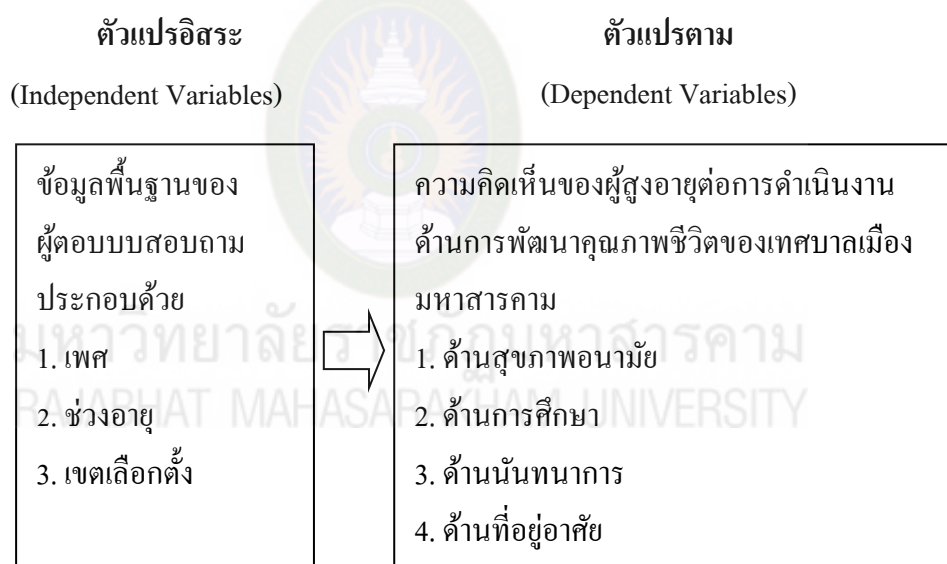 ตัวแปรอิสระ
(Independent Variables)
ข้อมูลพื้นฐานของ
ผู้ตอบบบสอบถาม
ประกอบด้วย
1. เพศ
2. ช่วงอายุ
3. เขตเลือกตั้ง
ตัวแปรตาม
(Dependent Variables)
ความคิดเห็นของผู้สูงอายุต่อการดำเนินงาน
ด้านการพัฒนาคุณภาพชีวิตของเทศบาลเมือง
มหาสารคาม
1. ด้านสุขภาพอนามัย
2. ด้านการศึกษา
3. ด้านนันทนาการ
4. ด้านที่อยู่อาศัย
มหาวิทยาลัยราชภัฏมหาสารคาม
RAJABHAT MAHASARAKHAM UNIVERSITY